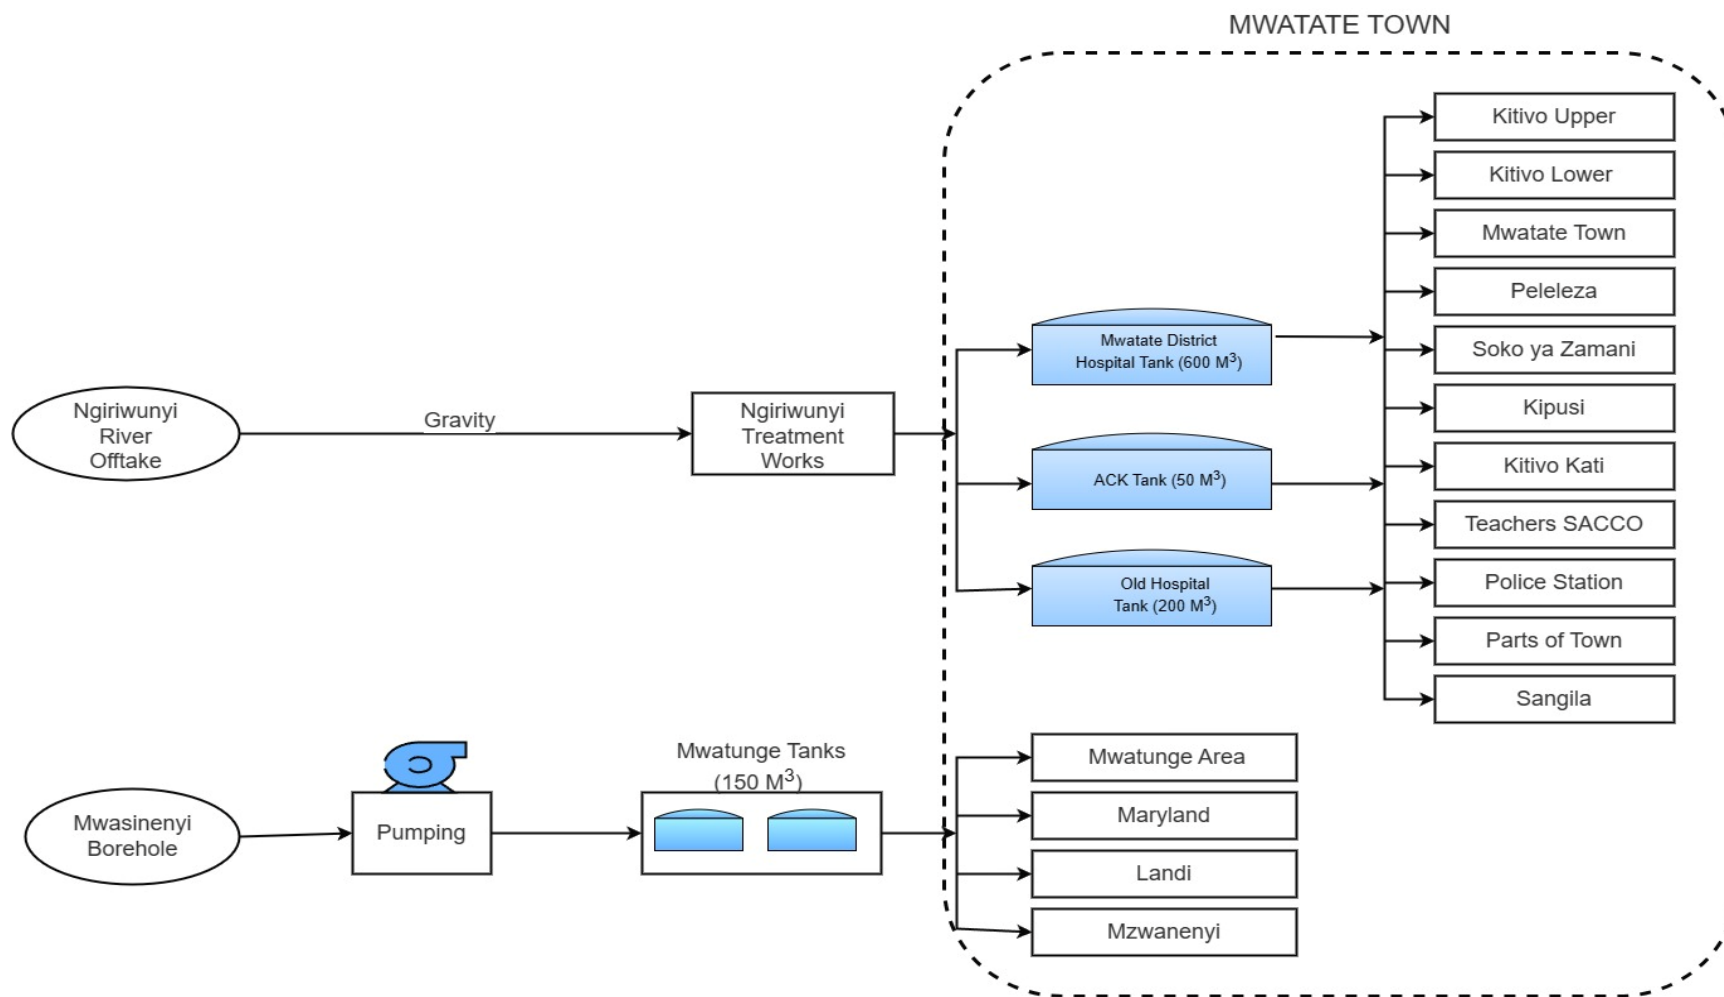 MWATATE TOWN
Kitivo Upper
Kitivo Lower
Mwatate Town
Peleleza
Soko ya Zamani
Kipusi
Kitivo Kati
Teachers SACCO
Police Station
Parts of Town
Sangila
Mwatate District
Hospital Tank (600 M³)
ACK Tank (50 M³)
Old Hospital
Tank (200 M³)
Ngiriwunyi
River
Offtake
Gravity
Ngiriwunyi
Treatment
Works
Mwasinenyi
Borehole
Pumping
Mwatunge Tanks
(150 M³)
Mwatunge Area
Maryland
Landi
Mzwanenyi